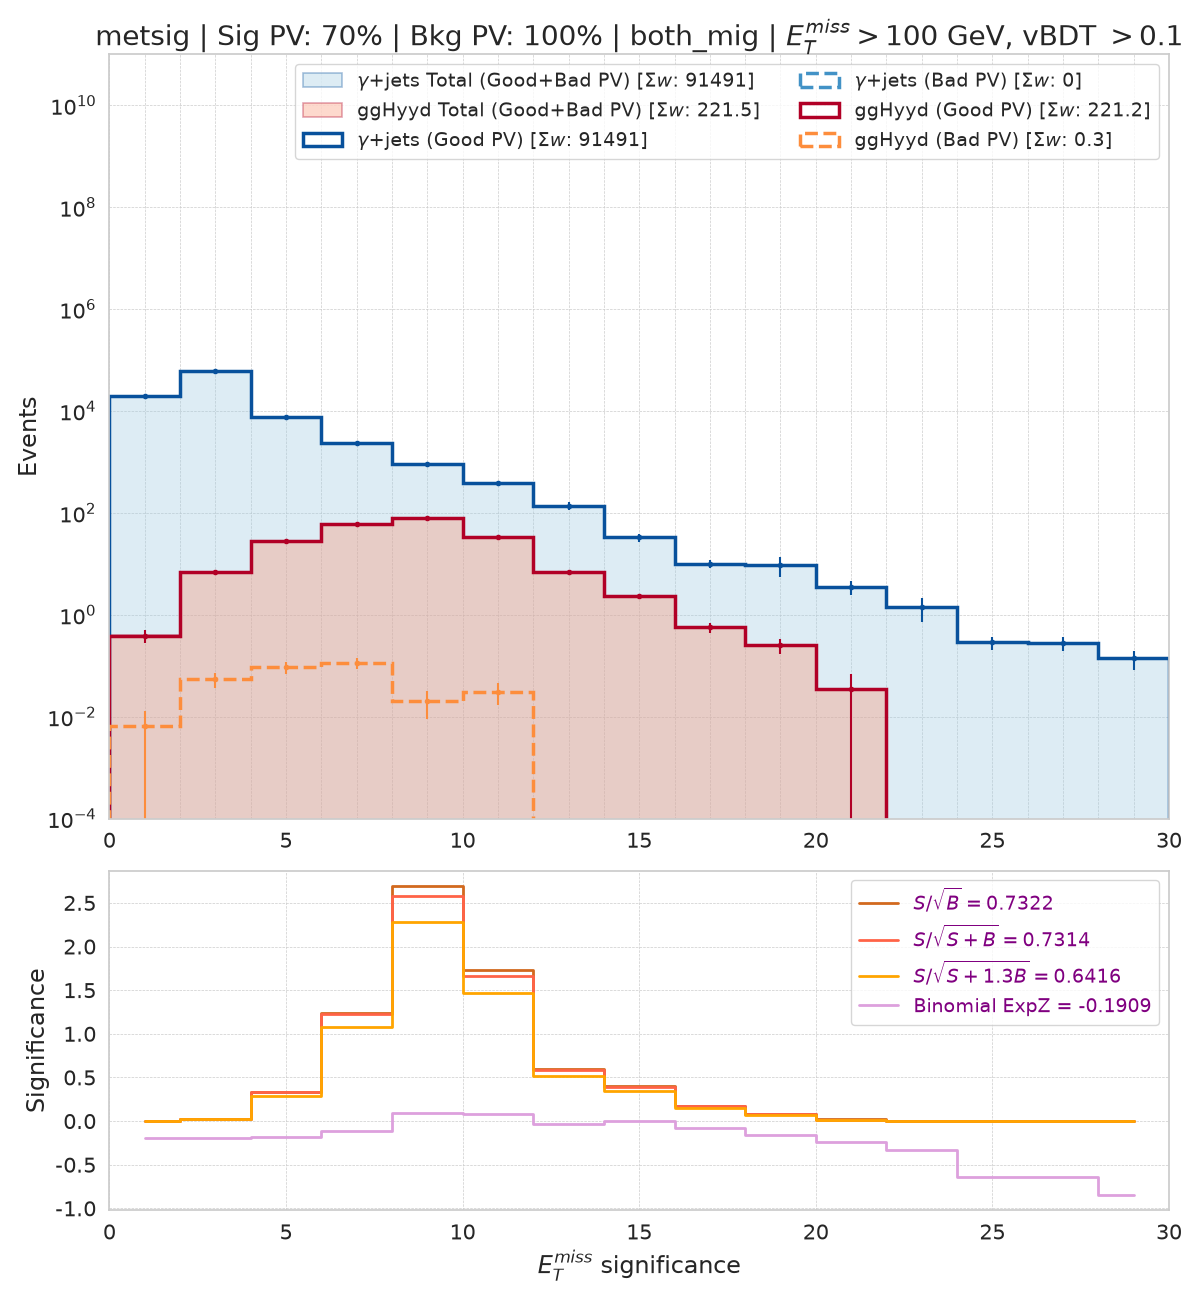 metsig | Sig PV: 70% | Bkg PV: 100% | both_mig | $E_T^{miss} > 100$ GeV, vBDT $> 0.1$
γ+jets Total (Good+Bad PV) [Σw: 91491]
ggHyyd Total (Good+Bad PV) [Σw: 221.5]
γ+jets (Good PV) [Σw: 91491]
γ+jets (Bad PV) [Σw: 0]
ggHyyd (Good PV) [Σw: 221.2]
ggHyyd (Bad PV) [Σw: 0.3]
Events
$10^{10}$
$10^{8}$
$10^{6}$
$10^{4}$
$10^{2}$
$10^{0}$
$10^{-2}$
$10^{-4}$
0 5 10 15 20 25 30
Significance
2.5
2.0
1.5
1.0
0.5
0.0
-0.5
-1.0
$S/\sqrt{B} = 0.7322$
$S/\sqrt{S + B} = 0.7314$
$S/\sqrt{S + 1.3B} = 0.6416$
Binomial ExpZ = -0.1909
0 5 10 15 20 25 30
$E_T^{miss}$ significance